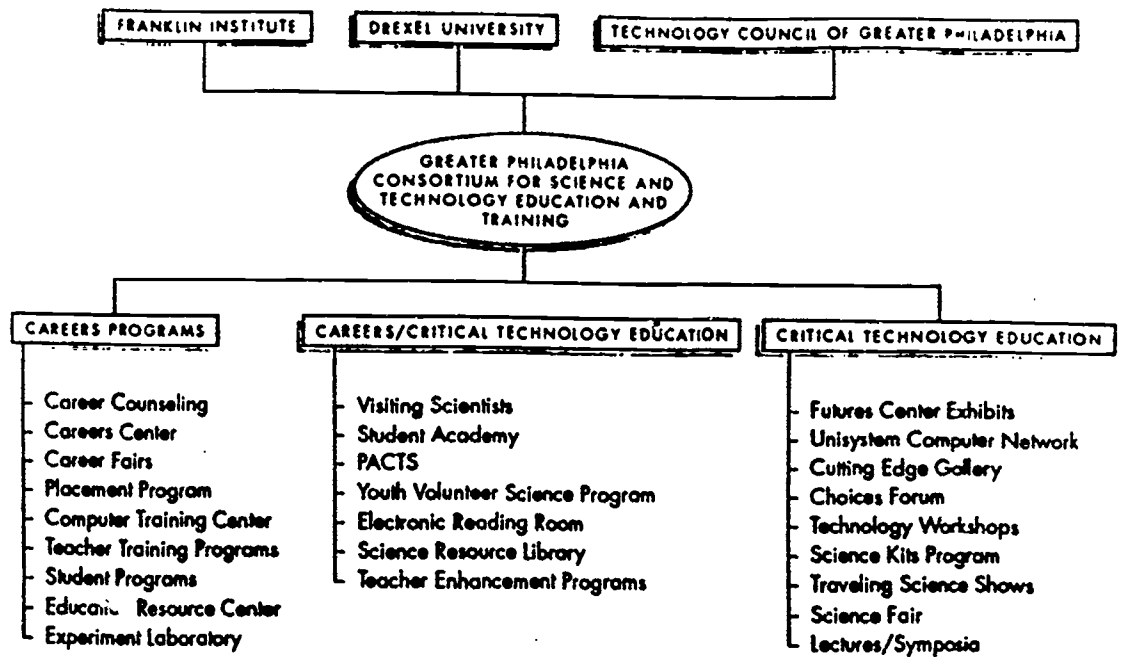 FRANKLIN INSTITUTE
DREXEL UNIVERSITY
TECHNOLOGY COUNCIL OF GREATER PHILADELPHIA
GREATER PHILADELPHIA
CONSORTIUM FOR SCIENCE AND
TECHNOLOGY EDUCATION AND
TRAINING
CAREERS PROGRAMS
Career Counseling
Careers Center
Career Fairs
Placement Program
Computer Training Center
Teacher Training Programs
Student Programs
Resource Center
Experiment Laboratory
CAREERS/CRITICAL TECHNOLOGY EDUCATION
Visiting Scientists
Student Academy
PACTS
Youth Volunteer Science Program
Electronic Reading Room
Science Resource Library
Teacher Enhancement Programs
CRITICAL TECHNOLOGY EDUCATION
Futures Center Exhibits
Unisystem Computer Network
Cutting Edge Gallery
Choices Forum
Technology Workshops
Science Kits Program
Traveling Science Shows
Science Fair
Lectures/Symposia